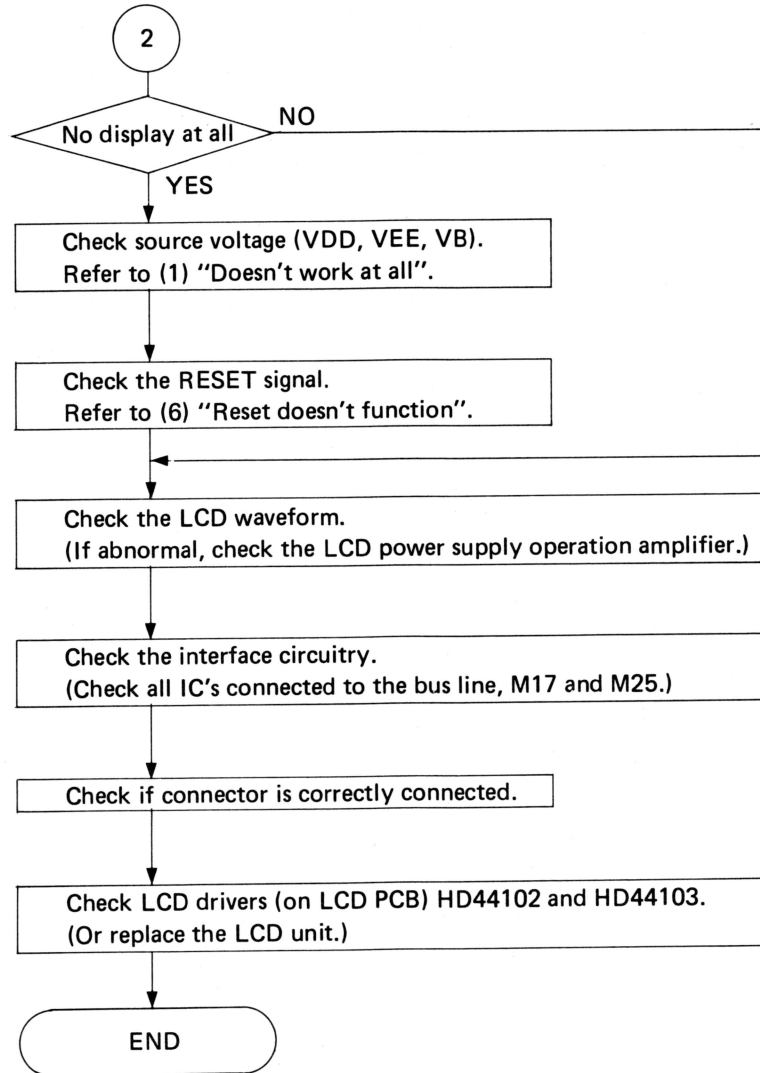 2
No display at all
NO
YES
Check source voltage (VDD, VEE, VB).
Refer to (1) “Doesn’t work at all”.
Check the RESET signal.
Refer to (6) “Reset doesn’t function”.
Check the LCD waveform.
(If abnormal, check the LCD power supply operation amplifier.)
Check the interface circuitry.
(Check all IC’s connected to the bus line, M17 and M25.)
Check if connector is correctly connected.
Check LCD drivers (on LCD PCB) HD44102 and HD44103.
(Or replace the LCD unit.)
END